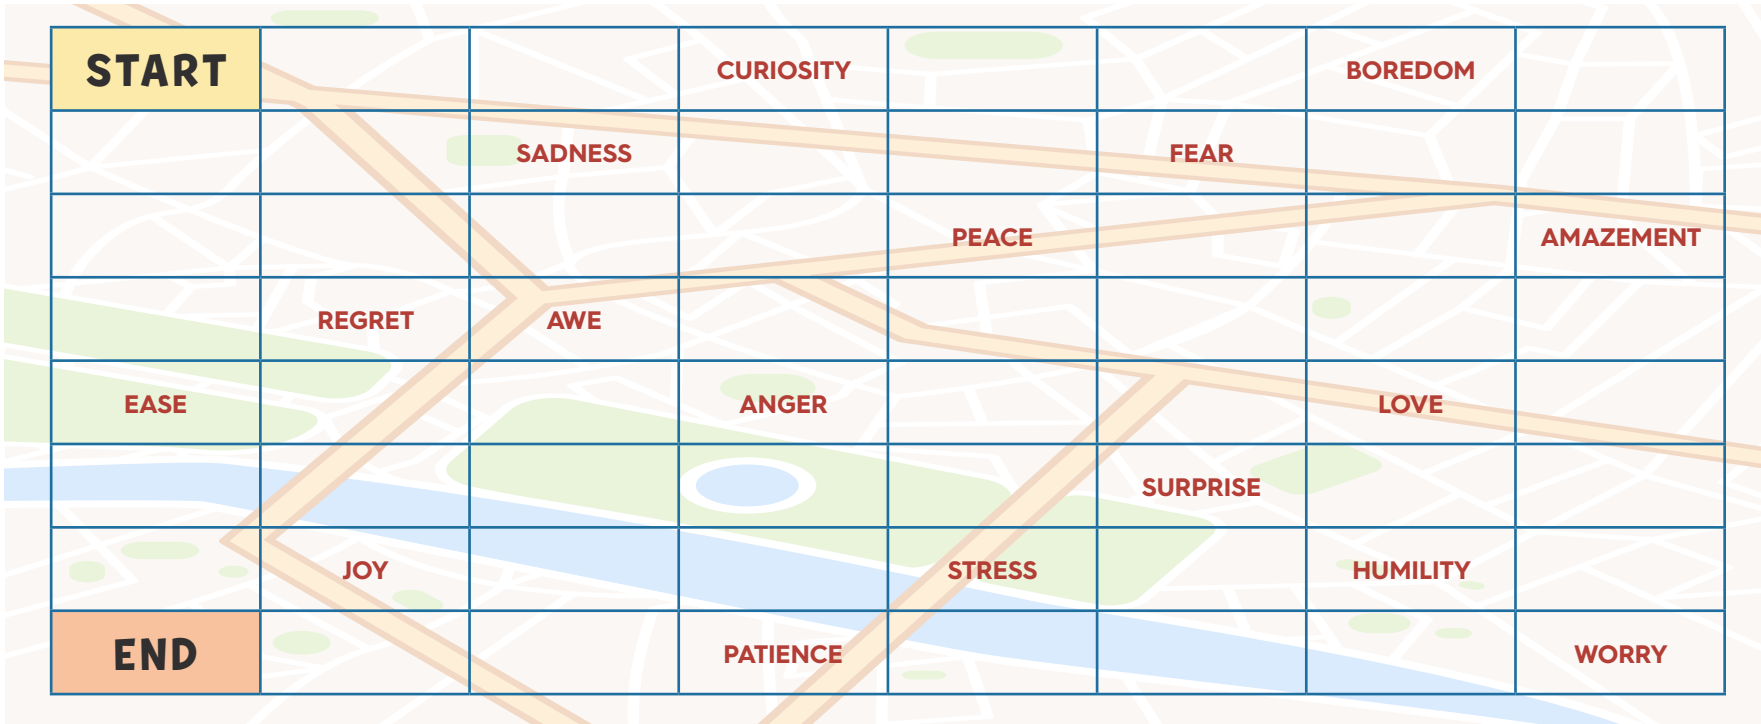 START
CURIOSITY
BOREDOM
SADNESS
FEAR
PEACE
AMAZEMENT
REGRET
AWE
EASE
ANGER
LOVE
SURPRISE
JOY
STRESS
HUMILITY
END
PATIENCE
WORRY